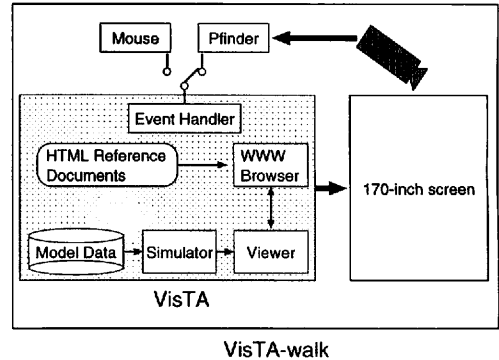 Mouse
Pfinder
Event Handler
HTML Reference
Documents
WWW
Browser
170-inch screen
Model Data
Simulator
Viewer
VisTA
VisTA-walk